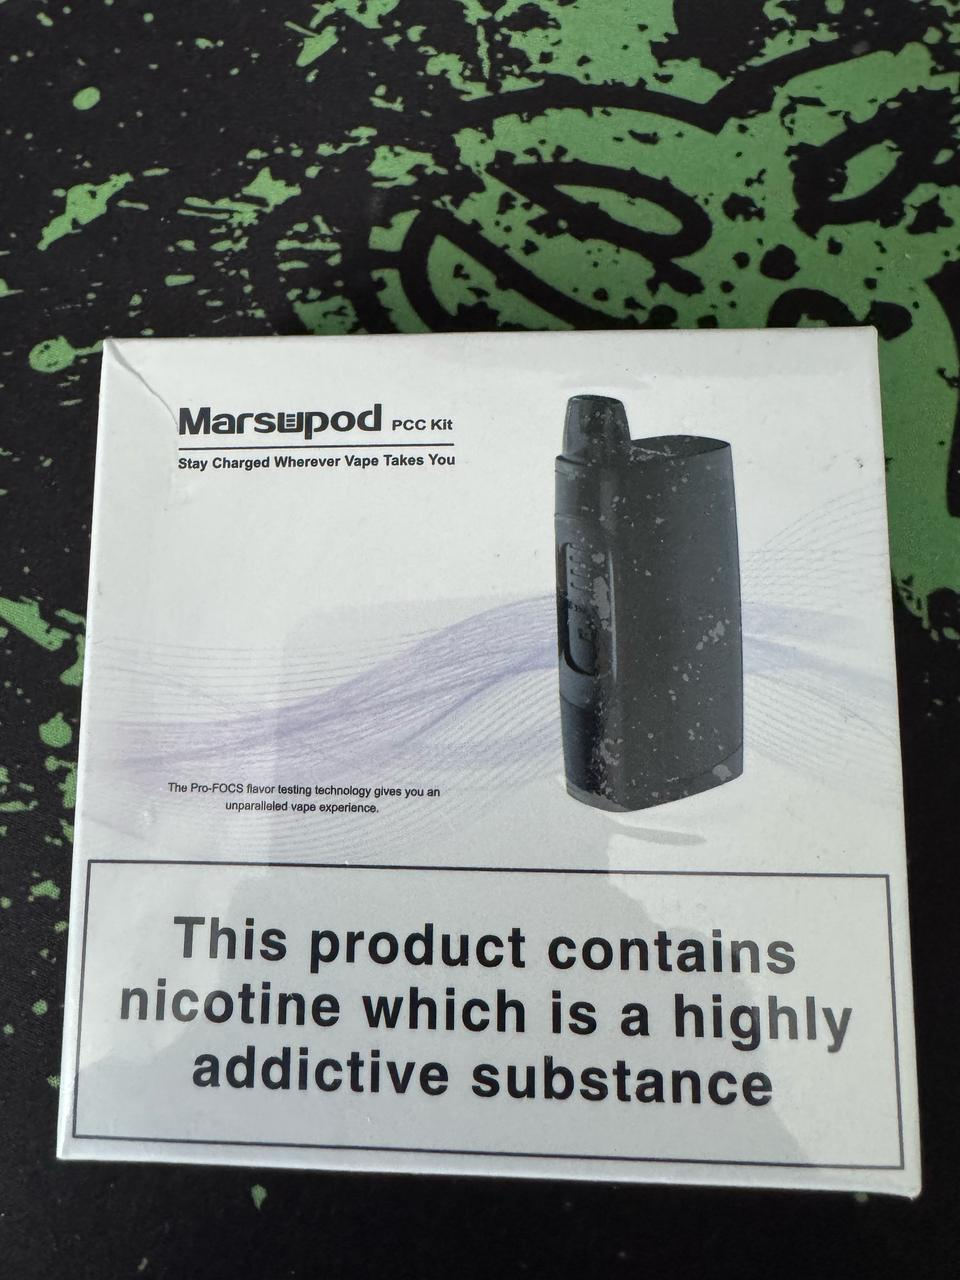 Marsupod PCC Kit
Stay Charged Wherever Vape Takes You
The Pro-FOCS flavor testing technology gives you an
unparalleled vape experience.
This product contains
nicotine which is a highly
addictive substance